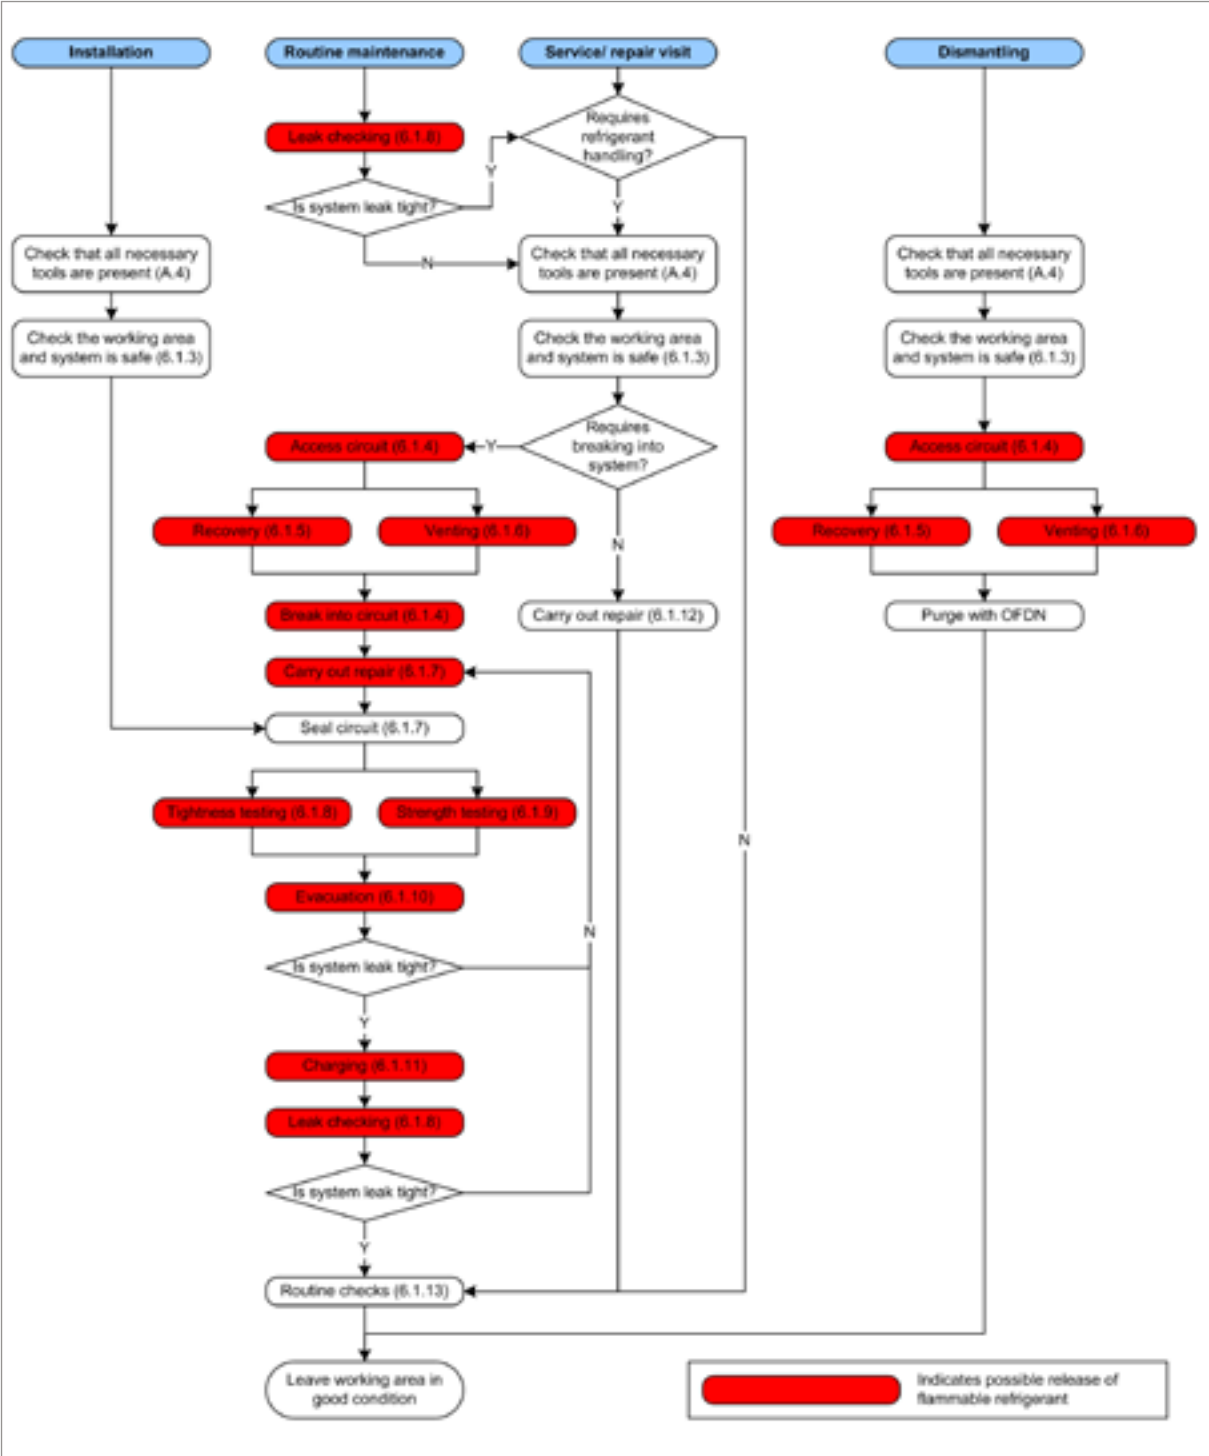 Installation
Routine maintenance
Service/ repair visit
Dismantling
Leak checking (6.1.8)
Requires
refrigerant
handling?
Y
Is system leak tight?
Y
N
Check that all necessary
tools are present (A.4)
Check that all necessary
tools are present (A.4)
Check that all necessary
tools are present (A.4)
Check the working area
and system is safe (6.1.3)
Check the working area
and system is safe (6.1.3)
Check the working area
and system is safe (6.1.3)
Access circuit (6.1.4)
Y
Requires
breaking into
system?
Access circuit (6.1.4)
Recovery (6.1.5)
Venting (6.1.6)
N
Recovery (6.1.5)
Venting (6.1.6)
Break into circuit (6.1.4)
Carry out repair (6.1.12)
Purge with OFDN
Carry out repair (6.1.7)
Seal circuit (6.1.7)
Tightness testing (6.1.8)
Strength testing (6.1.9)
N
Evacuation (6.1.10)
N
Is system leak tight?
Y
Charging (6.1.11)
Leak checking (6.1.8)
Is system leak tight?
Y
Routine checks (6.1.13)
Leave working area in
good condition
Indicates possible release of
flammable refrigerant